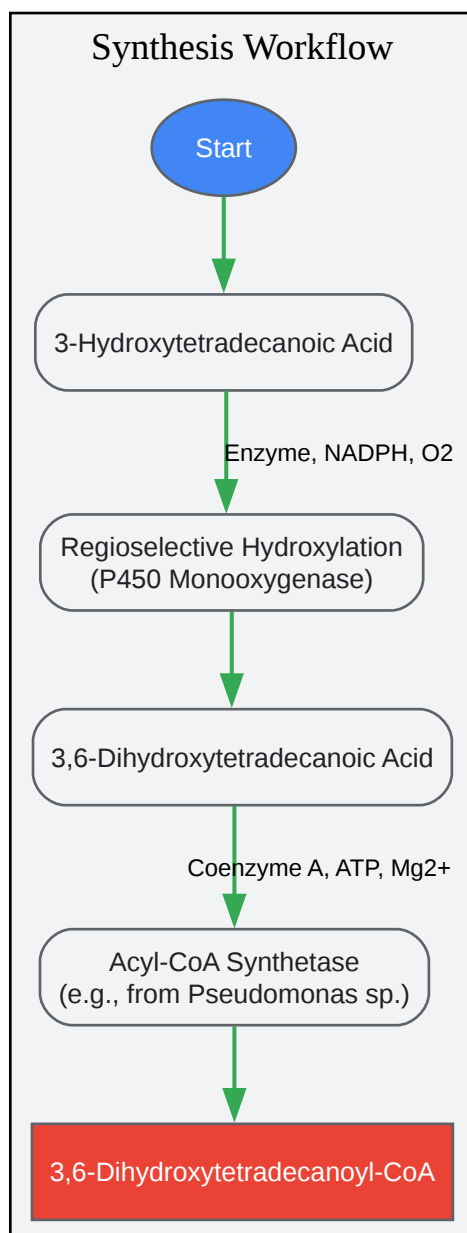 Synthesis Workflow
Start
3-Hydroxytetradecanoic Acid
Enzyme, NADPH, O2
Regioselective Hydroxylation
(P450 Monooxygenase)
3,6-Dihydroxytetradecanoic Acid
Coenzyme A, ATP, Mg2+
Acyl-CoA Synthetase
(e.g., from Pseudomonas sp.)
3,6-Dihydroxytetradecanoyl-CoA